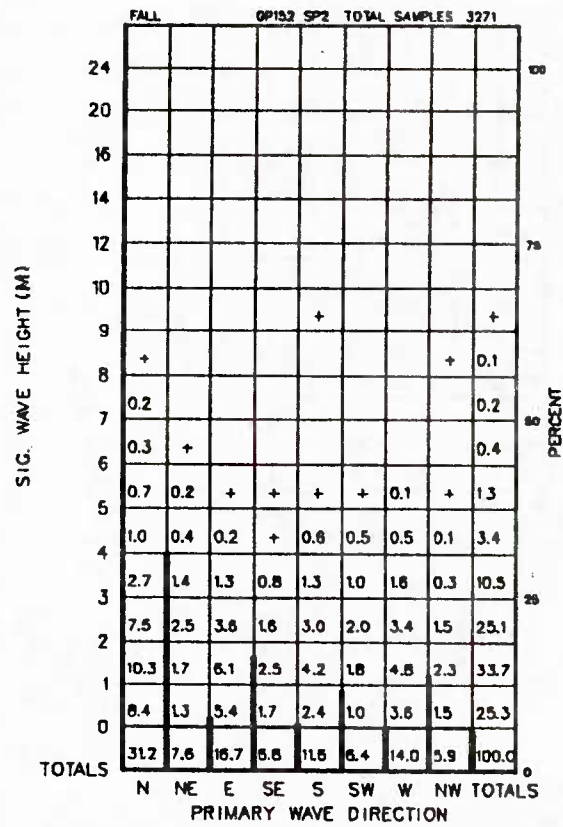 FALL GP152 SP2 TOTAL SAMPLES 3271
24 100
20
16
14
12 75
10
9 + +
8 + + 0.1
7 0.2 0.2 50
6 0.3 + 0.4
5 0.7 0.2 + + + + 0.1 + 1.3
4 1.0 0.4 0.2 + 0.6 0.5 0.5 0.1 3.4
3 2.7 1.4 1.3 0.8 1.3 1.0 1.6 0.3 10.5 25
2 7.5 2.5 3.6 1.6 3.0 2.0 3.4 1.5 25.1
1 10.3 1.7 6.1 2.5 4.2 1.8 4.8 2.3 33.7
0 8.4 1.3 5.4 1.7 2.4 1.0 3.6 1.5 25.3
TOTALS 31.2 7.6 16.7 6.8 11.6 6.4 14.0 5.9 100.0 0
N NE E SE S SW W NW TOTALS
PRIMARY WAVE DIRECTION
SIG. WAVE HEIGHT (M)
PERCENT